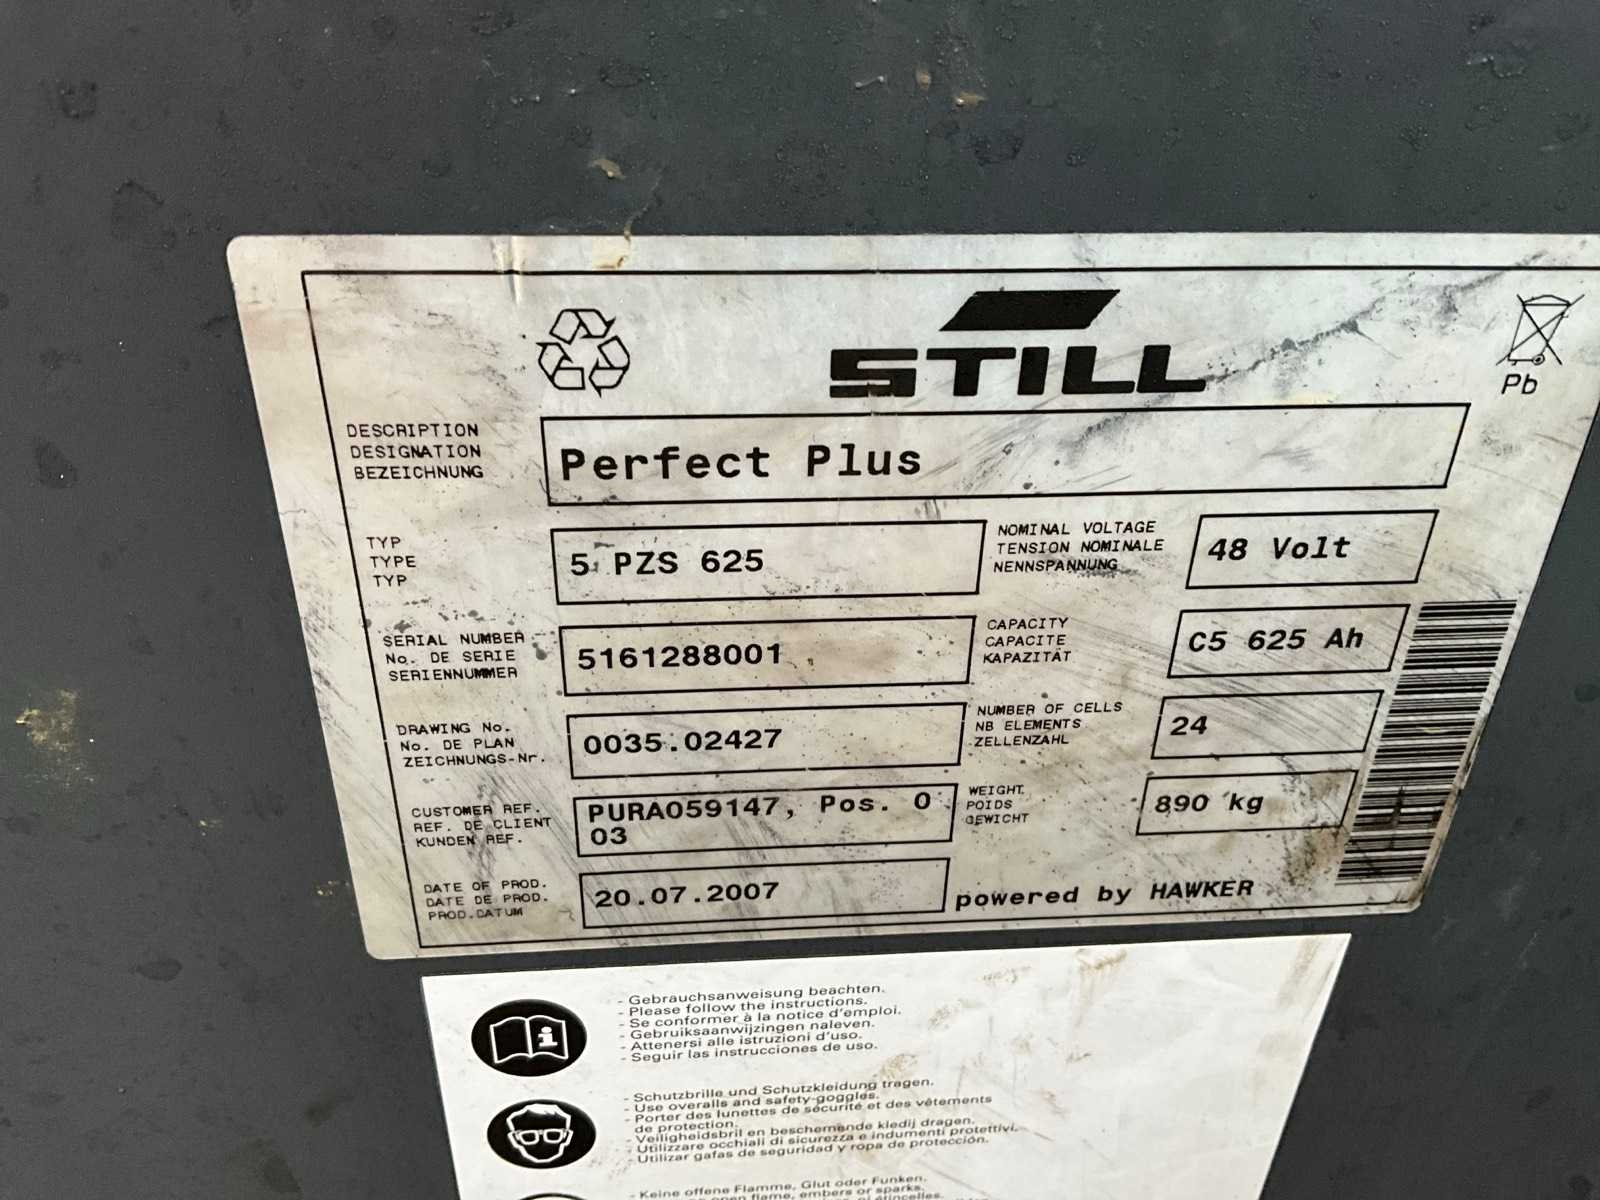 STILL
Pb
DESCRIPTION
DESIGNATION
BEZEICHNUNG
Perfect Plus
TYP
TYPE
TYP
5 PZS 625
NOMINAL VOLTAGE
TENSION NOMINALE
NENNSPANNUNG
48 Volt
SERIAL NUMBER
No. DE SERIE
SERIENNUMMER
5161288001
CAPACITY
CAPACITE
KAPAZITÄT
C5 625 Ah
DRAWING No.
No. DE PLAN
ZEICHNUNGS-Nr.
0035.02427
NUMBER OF CELLS
NB ELEMENTS
ZELLENZAHL
24
CUSTOMER REF.
REF. DE CLIENT
KUNDEN REF.
PURA059147, Pos. 0
03
WEIGHT
POIDS
GEWICHT
890 kg
DATE OF PROD.
DATE DE PROD.
PROD.DATUM
20.07.2007
powered by HAWKER
- Gebrauchsanweisung beachten.
- Please follow the instructions.
- Se conformer à la notice d'emploi.
- Gebruiksaanwijzingen naleven.
- Attenersi alle istruzioni d'uso.
- Seguir las instrucciones de uso.
- Schutzbrille und Schutzkleidung tragen.
- Use overalls and safety-goggles.
- Porter des lunettes de sécurité et des vêtements
de protection.
- Veiligheidsbril en beschermende kledij dragen.
- Utilizzare occhiali di sicurezza e indumenti protettivi.
- Utilizar gafas de seguridad y ropa de protección.
- Keine offene Flamme, Glut oder Funken.
open flame, embers or sparks.